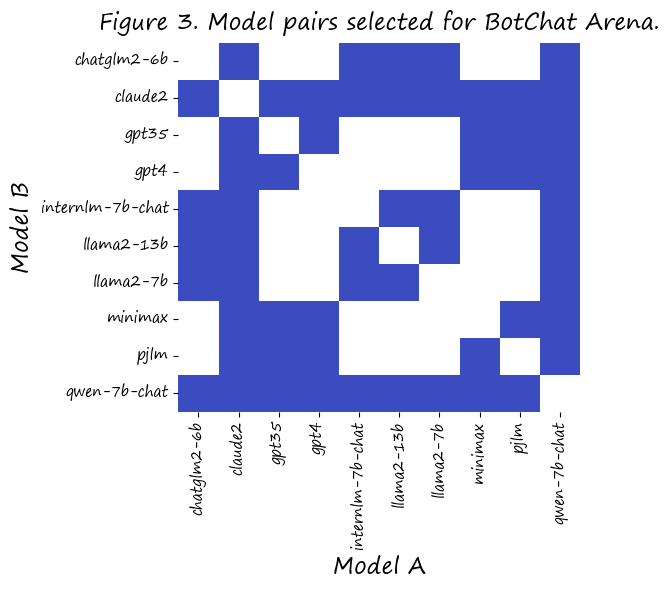 Figure 3. Model pairs selected for BotChat Arena.
chatglm2-6b
claude2
gpt35
gpt4
internlm-7b-chat
llama2-13b
llama2-7b
minimax
pjlm
qwen-7b-chat
Model B
chatglm2-6b
claude2
gpt35
gpt4
internlm-7b-chat
llama2-13b
llama2-7b
minimax
pjlm
qwen-7b-chat
Model A